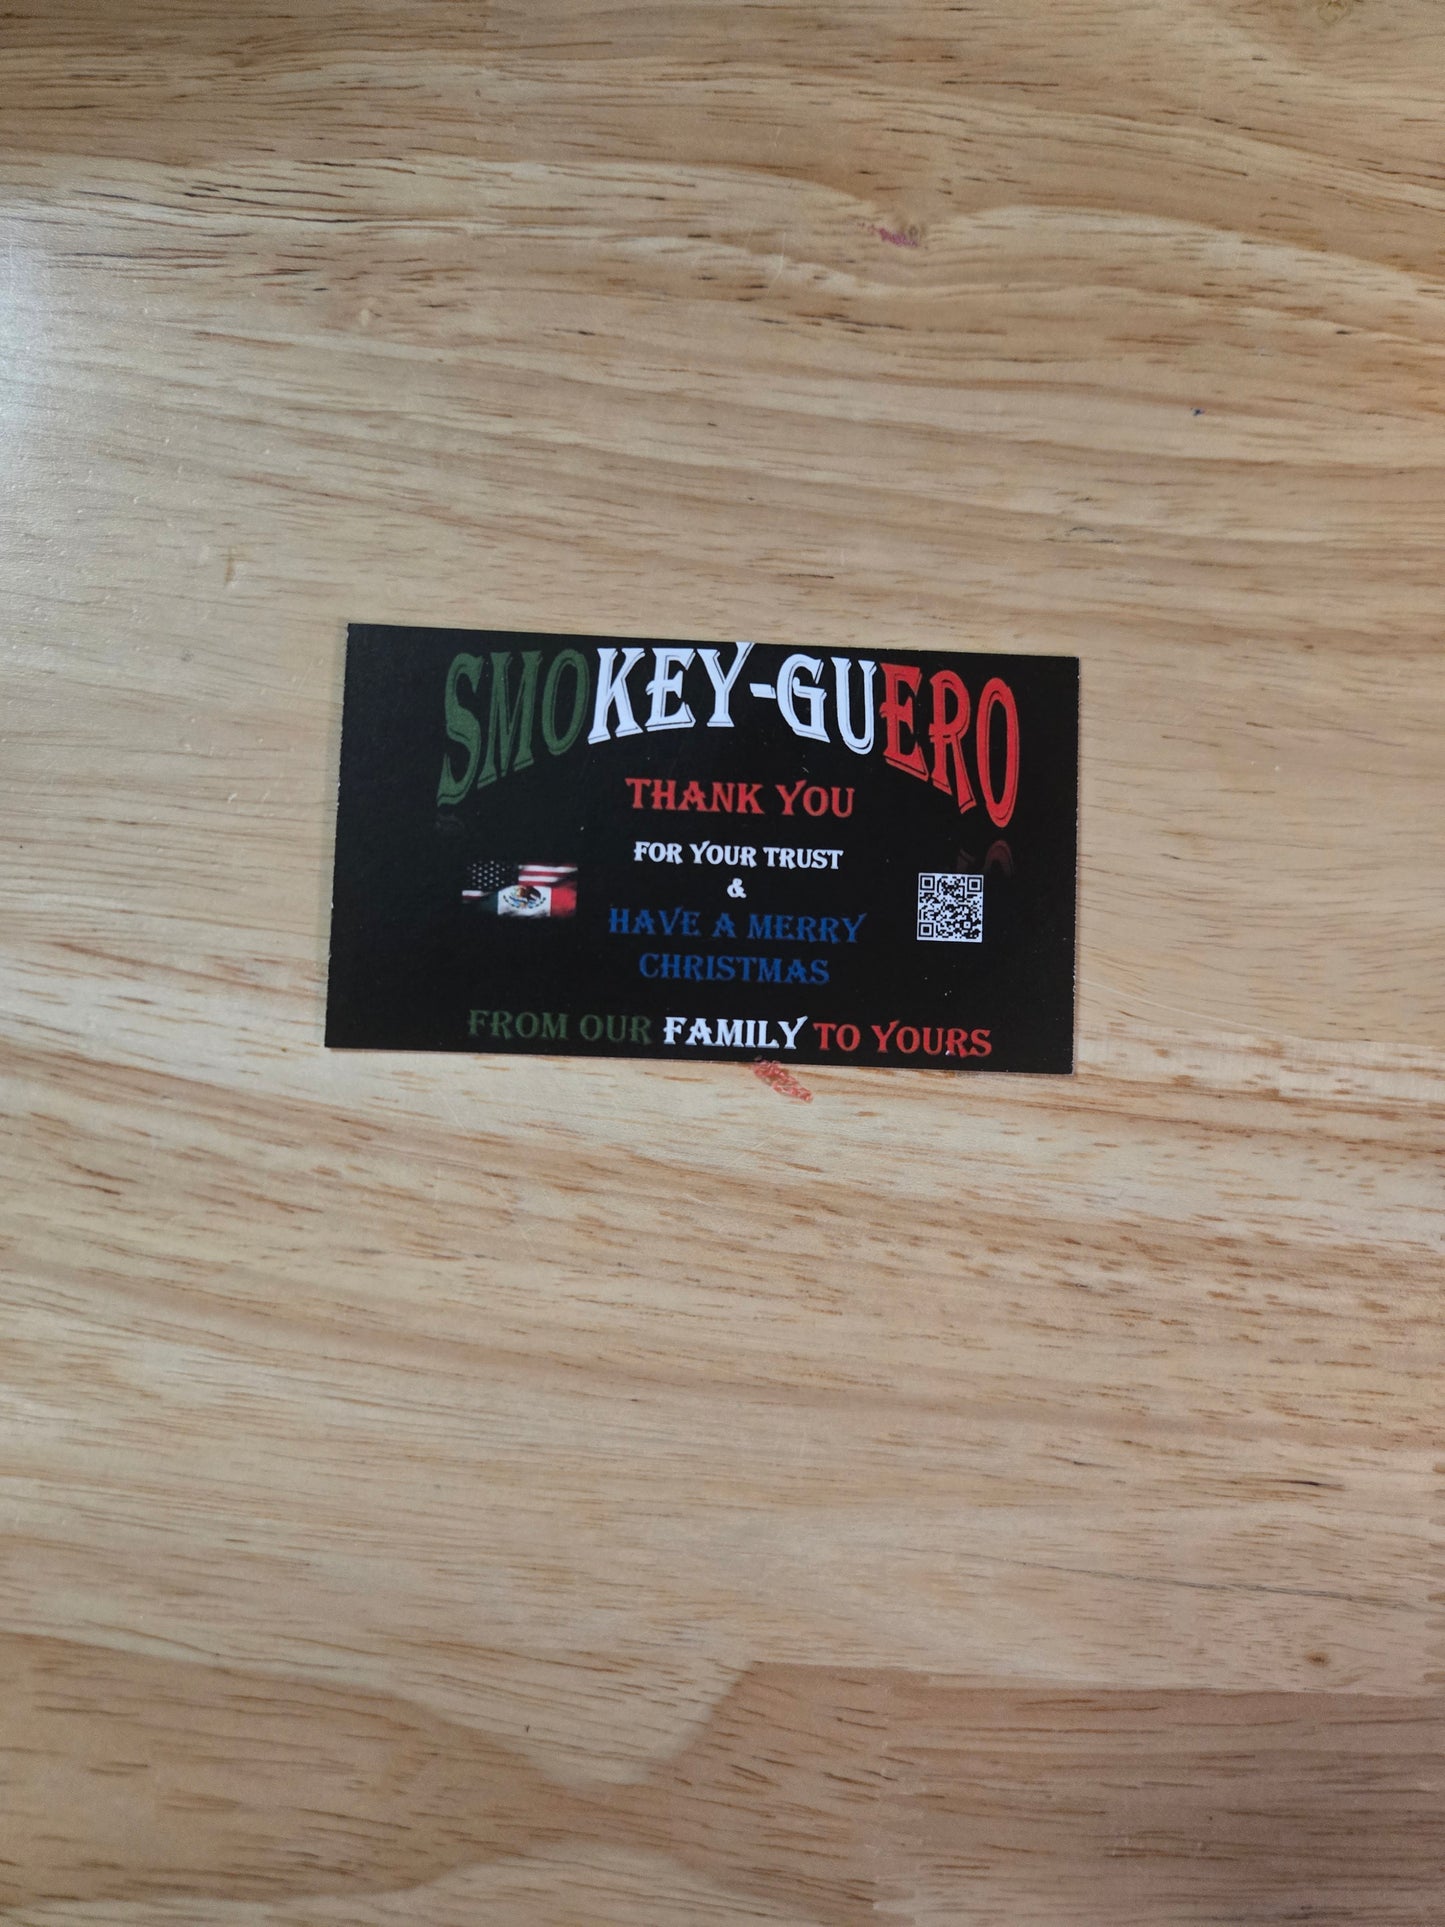 SMOKEY-GUERO
THANK YOU
FOR YOUR TRUST
&
HAVE A MERRY
CHRISTMAS
FROM OUR FAMILY TO YOURS